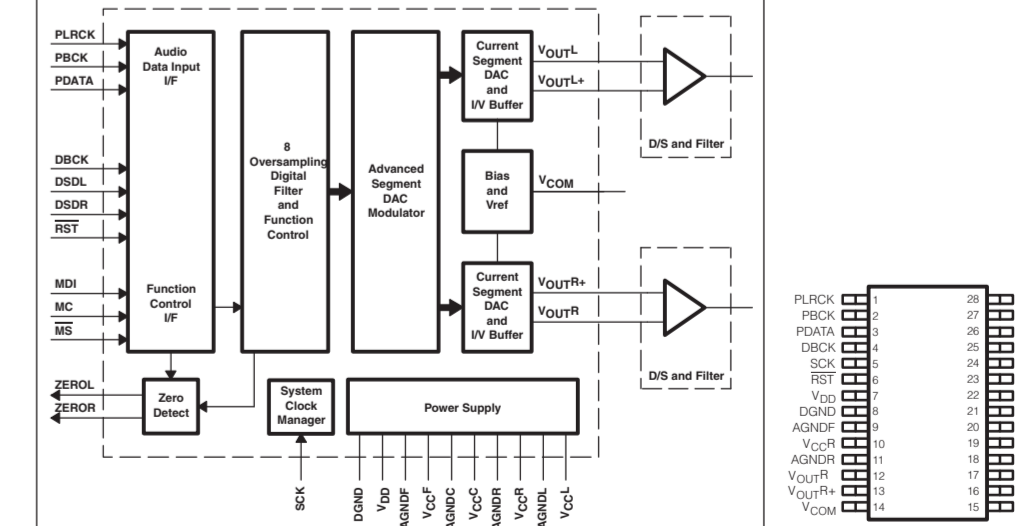 PLRCK
PBCK
PDATA
DBCK
DSDL
DSDR
RST
MDI
MC
MS
ZEROL
ZEROR
Audio
Data Input
I/F
Function
Control
I/F
8
Oversampling
Digital
Filter
and
Function
Control
Advanced
Segment
DAC
Modulator
Current
Segment
DAC
and
I/V Buffer
Bias
and
Vref
Current
Segment
DAC
and
I/V Buffer
VOUTL
VOUTL+
VCOM
VOUTR+
VOUTR
D/S and Filter
D/S and Filter
Zero
Detect
System
Clock
Manager
Power Supply
SCK
DGND
VDD
AGNDF
VCCF
AGNDC
VCCC
AGNDR
VCCR
AGNDL
VCCL
PLRCK 1 28
PBCK 2 27
PDATA 3 26
DBCK 4 25
SCK 5 24
RST 6 23
VDD 7 22
DGND 8 21
AGNDF 9 20
VCCR 10 19
AGNDR 11 18
VOUTR 12 17
VOUTR+ 13 16
VCOM 14 15